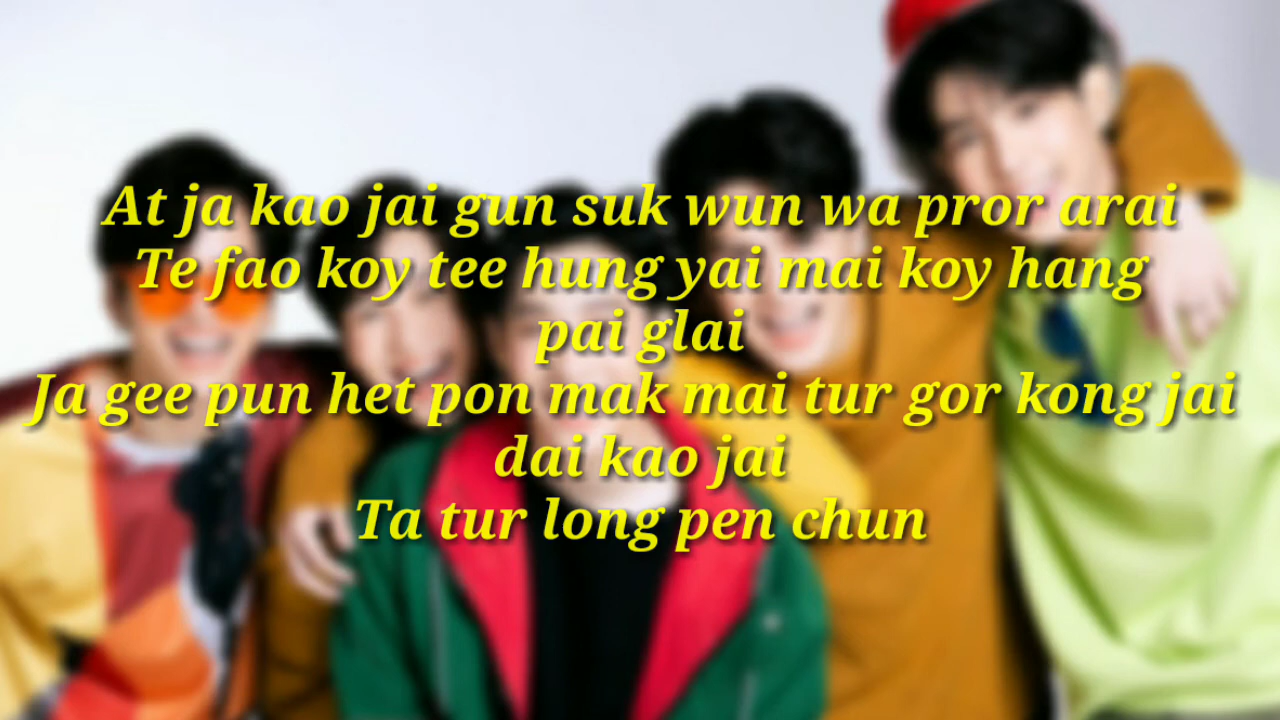 At ja kao jai gun suk wun wa pror arai
Te fao koy tee hung yai mai koy hang
pai glai
Ja gee pun het pon mak mai tur gor kong jai
dai kao jai
Ta tur long pen chun